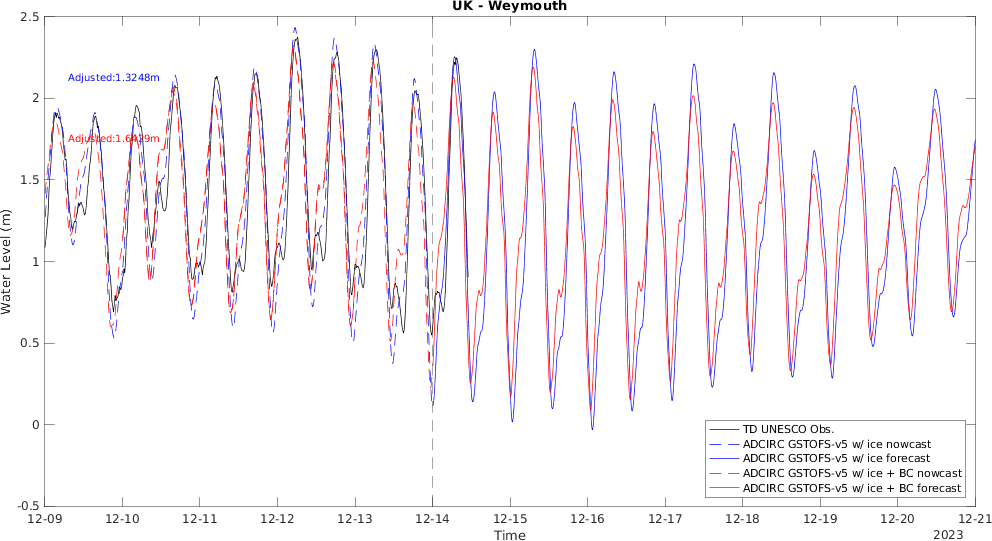 UK - Weymouth
2.5
2
1.5
1
0.5
0
-0.5
Water Level (m)
Adjusted:1.3248m
Adjusted:1.6429m
TD UNESCO Obs.
ADCIRC GSTOFS-v5 w/ ice nowcast
ADCIRC GSTOFS-v5 w/ ice forecast
ADCIRC GSTOFS-v5 w/ ice + BC nowcast
ADCIRC GSTOFS-v5 w/ ice + BC forecast
12-09 12-10 12-11 12-12 12-13 12-14 12-15 12-16 12-17 12-18 12-19 12-20 12-21
Time
2023